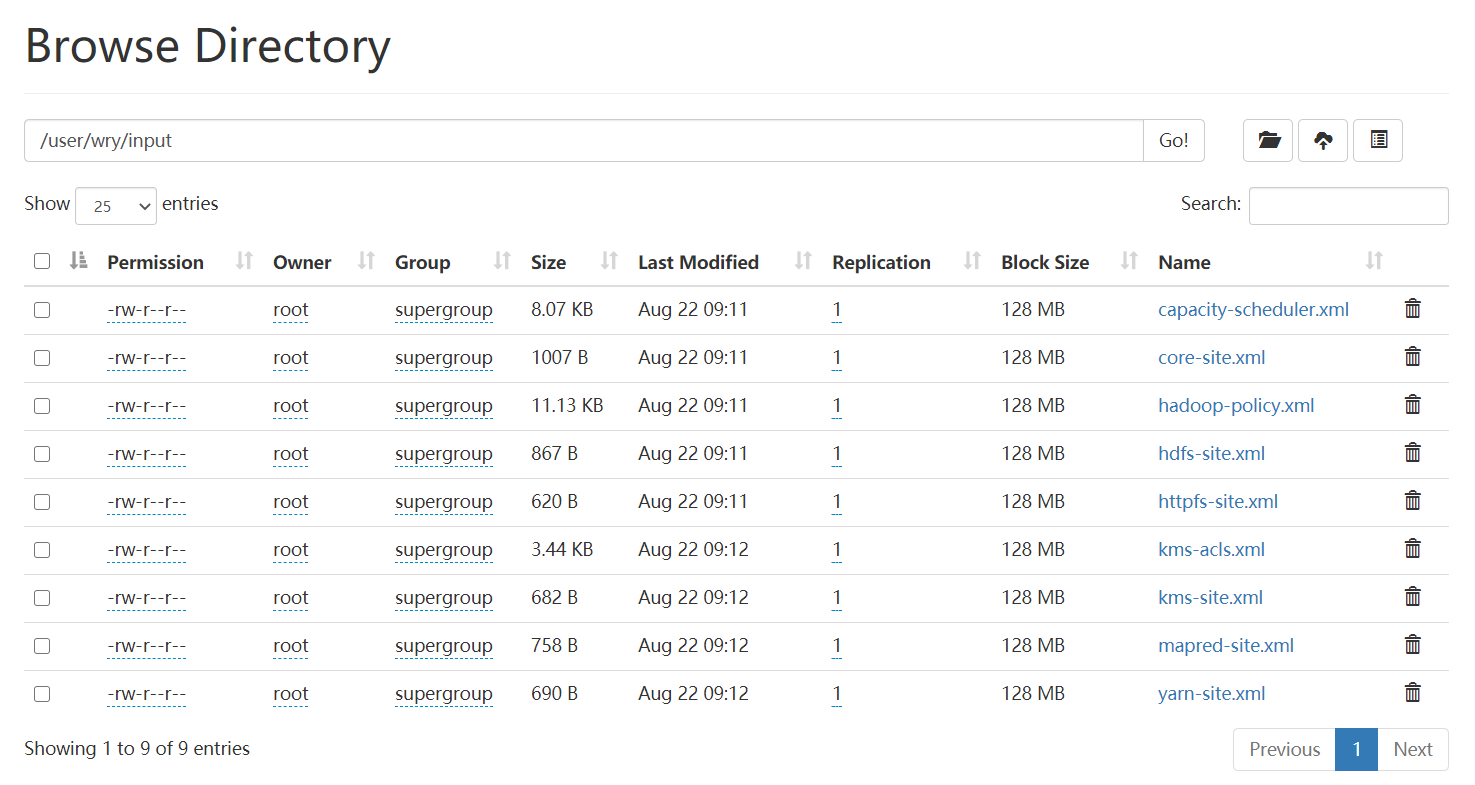 Browse Directory
/user/wry/input Go!
Show 25 entries Search:
Permission Owner Group Size Last Modified Replication Block Size Name
-rw-r--r-- root supergroup 8.07 KB Aug 22 09:11 1 128 MB capacity-scheduler.xml
-rw-r--r-- root supergroup 1007 B Aug 22 09:11 1 128 MB core-site.xml
-rw-r--r-- root supergroup 11.13 KB Aug 22 09:11 1 128 MB hadoop-policy.xml
-rw-r--r-- root supergroup 867 B Aug 22 09:11 1 128 MB hdfs-site.xml
-rw-r--r-- root supergroup 620 B Aug 22 09:11 1 128 MB httpfs-site.xml
-rw-r--r-- root supergroup 3.44 KB Aug 22 09:12 1 128 MB kms-acls.xml
-rw-r--r-- root supergroup 682 B Aug 22 09:12 1 128 MB kms-site.xml
-rw-r--r-- root supergroup 758 B Aug 22 09:12 1 128 MB mapred-site.xml
-rw-r--r-- root supergroup 690 B Aug 22 09:12 1 128 MB yarn-site.xml
Showing 1 to 9 of 9 entries Previous 1 Next